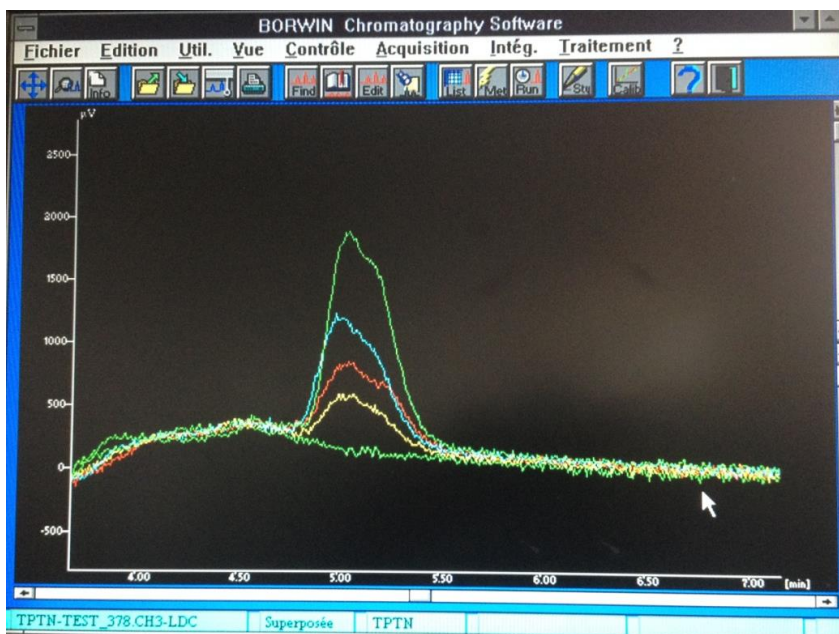 BORWIN Chromatography Software
Fichier Edition Util. Vue Contrôle Acquisition Intég. Traitement ?
Info Find Edit List Met Run Sty Calib
µV
2500
2000
1500
1000
500
0
-500
4.00 4.50 5.00 5.50 6.00 6.50 7.00 [min]
TPTN-TEST_378.CH3-LDC Superposée TPTN